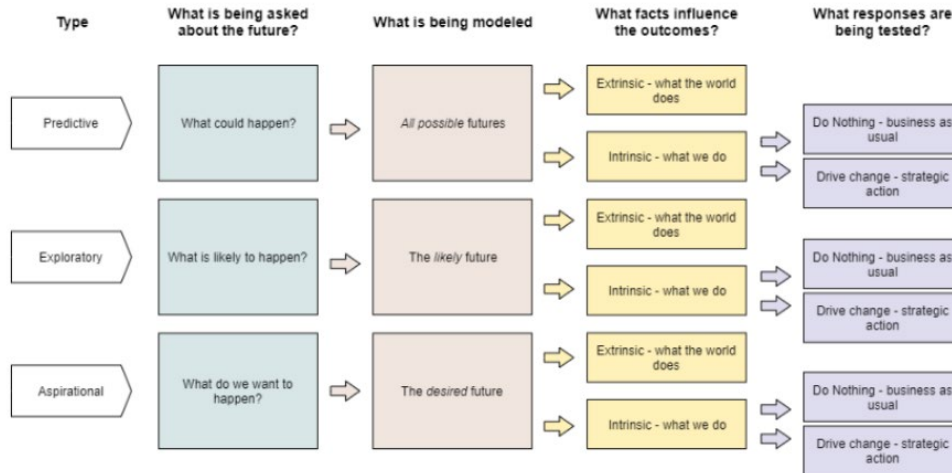 Type
What is being asked
about the future?
What is being modeled
What facts influence
the outcomes?
What responses are
being tested?
Predictive
What could happen?
All possible futures
Extrinsic - what the world
does
Intrinsic - what we do
Do Nothing - business as
usual
Drive change - strategic
action
Exploratory
What is likely to happen?
The likely future
Extrinsic - what the world
does
Intrinsic - what we do
Do Nothing - business as
usual
Drive change - strategic
action
Aspirational
What do we want to
happen?
The desired future
Extrinsic - what the world
does
Intrinsic - what we do
Do Nothing - business as
usual
Drive change - strategic
action